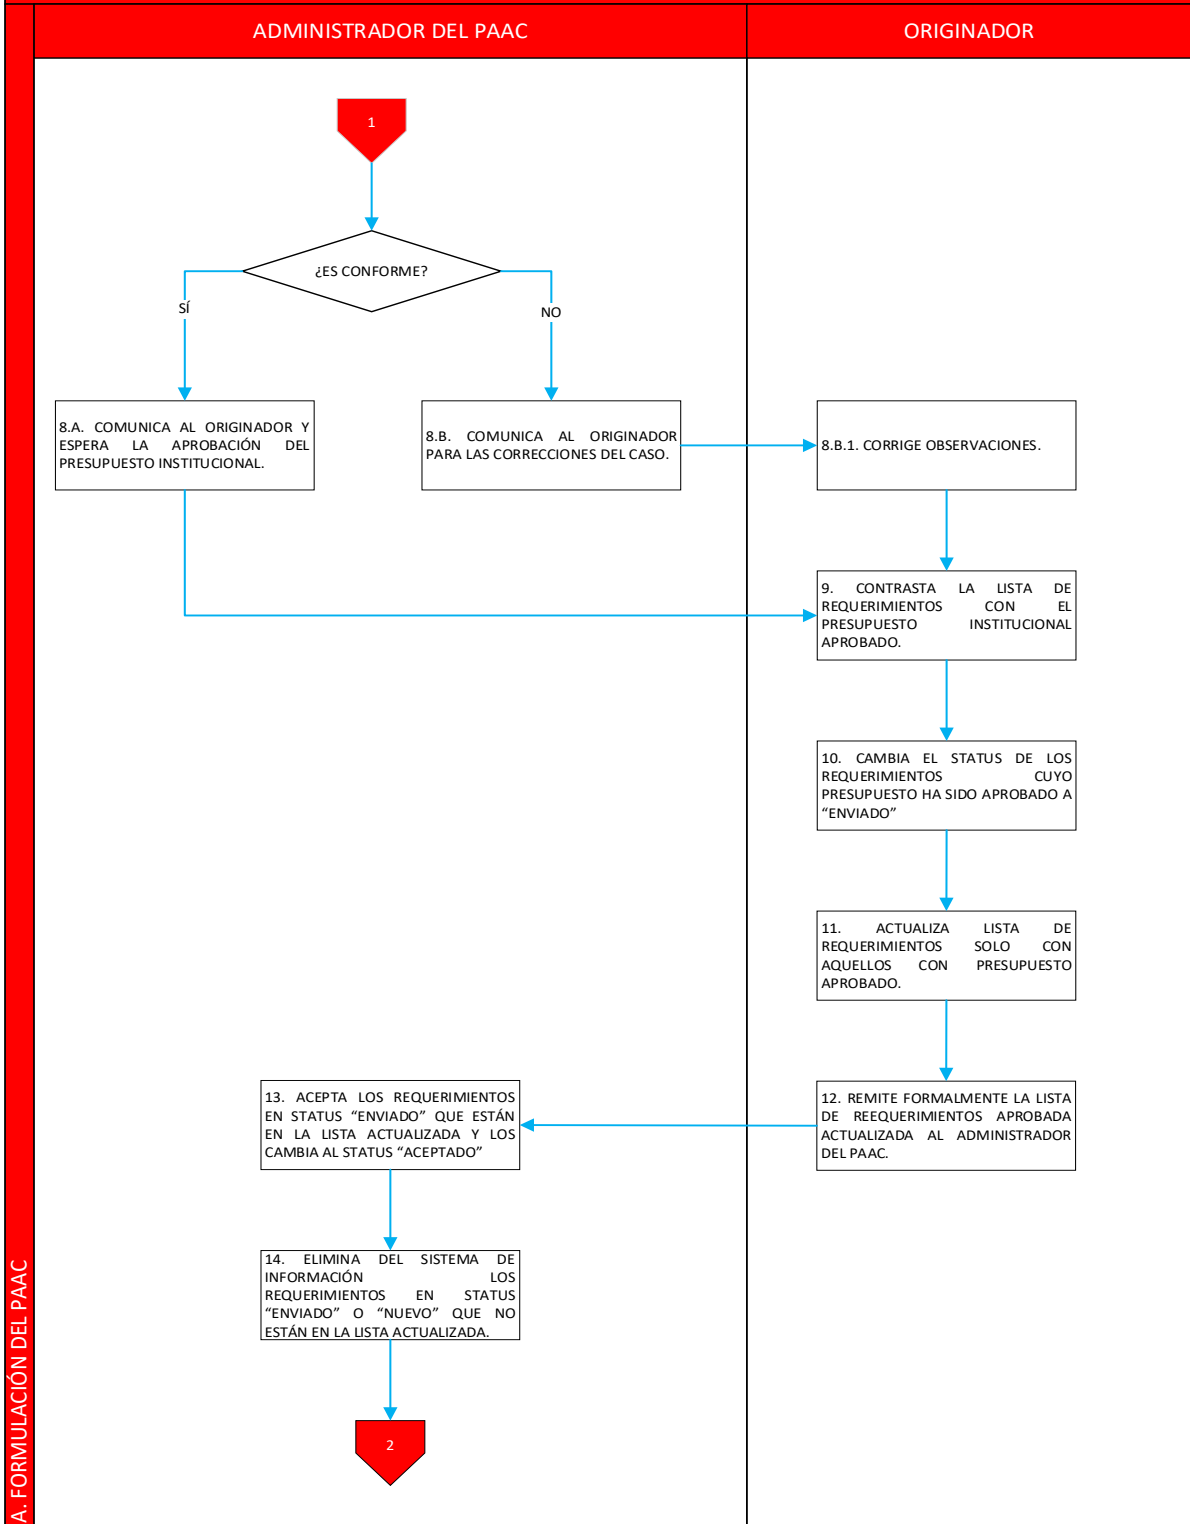 ADMINISTRADOR DEL PAAC
ORIGINADOR
1
¿ES CONFORME?
SÍ
NO
8.A. COMUNICA AL ORIGINADOR Y
ESPERA LA APROBACIÓN DEL
PRESUPUESTO INSTITUCIONAL.
8.B. COMUNICA AL ORIGINADOR
PARA LAS CORRECCIONES DEL CASO.
8.B.1. CORRIGE OBSERVACIONES.
9. CONTRASTA LA LISTA DE
REQUERIMIENTOS CON EL
PRESUPUESTO INSTITUCIONAL
APROBADO.
10. CAMBIA EL STATUS DE LOS
REQUERIMIENTOS CUYO
PRESUPUESTO HA SIDO APROBADO A
“ENVIADO”
11. ACTUALIZA LISTA DE
REQUERIMIENTOS SOLO CON
AQUELLOS CON PRESUPUESTO
APROBADO.
12. REMITE FORMALMENTE LA LISTA
DE REEQUERIMIENTOS APROBADA
ACTUALIZADA AL ADMINISTRADOR
DEL PAAC.
13. ACEPTA LOS REQUERIMIENTOS
EN STATUS “ENVIADO” QUE ESTÁN
EN LA LISTA ACTUALIZADA Y LOS
CAMBIA AL STATUS “ACEPTADO”
14. ELIMINA DEL SISTEMA DE
INFORMACIÓN LOS
REQUERIMIENTOS EN STATUS
“ENVIADO” O “NUEVO” QUE NO
ESTÁN EN LA LISTA ACTUALIZADA.
2
A. FORMULACIÓN DEL PAAC